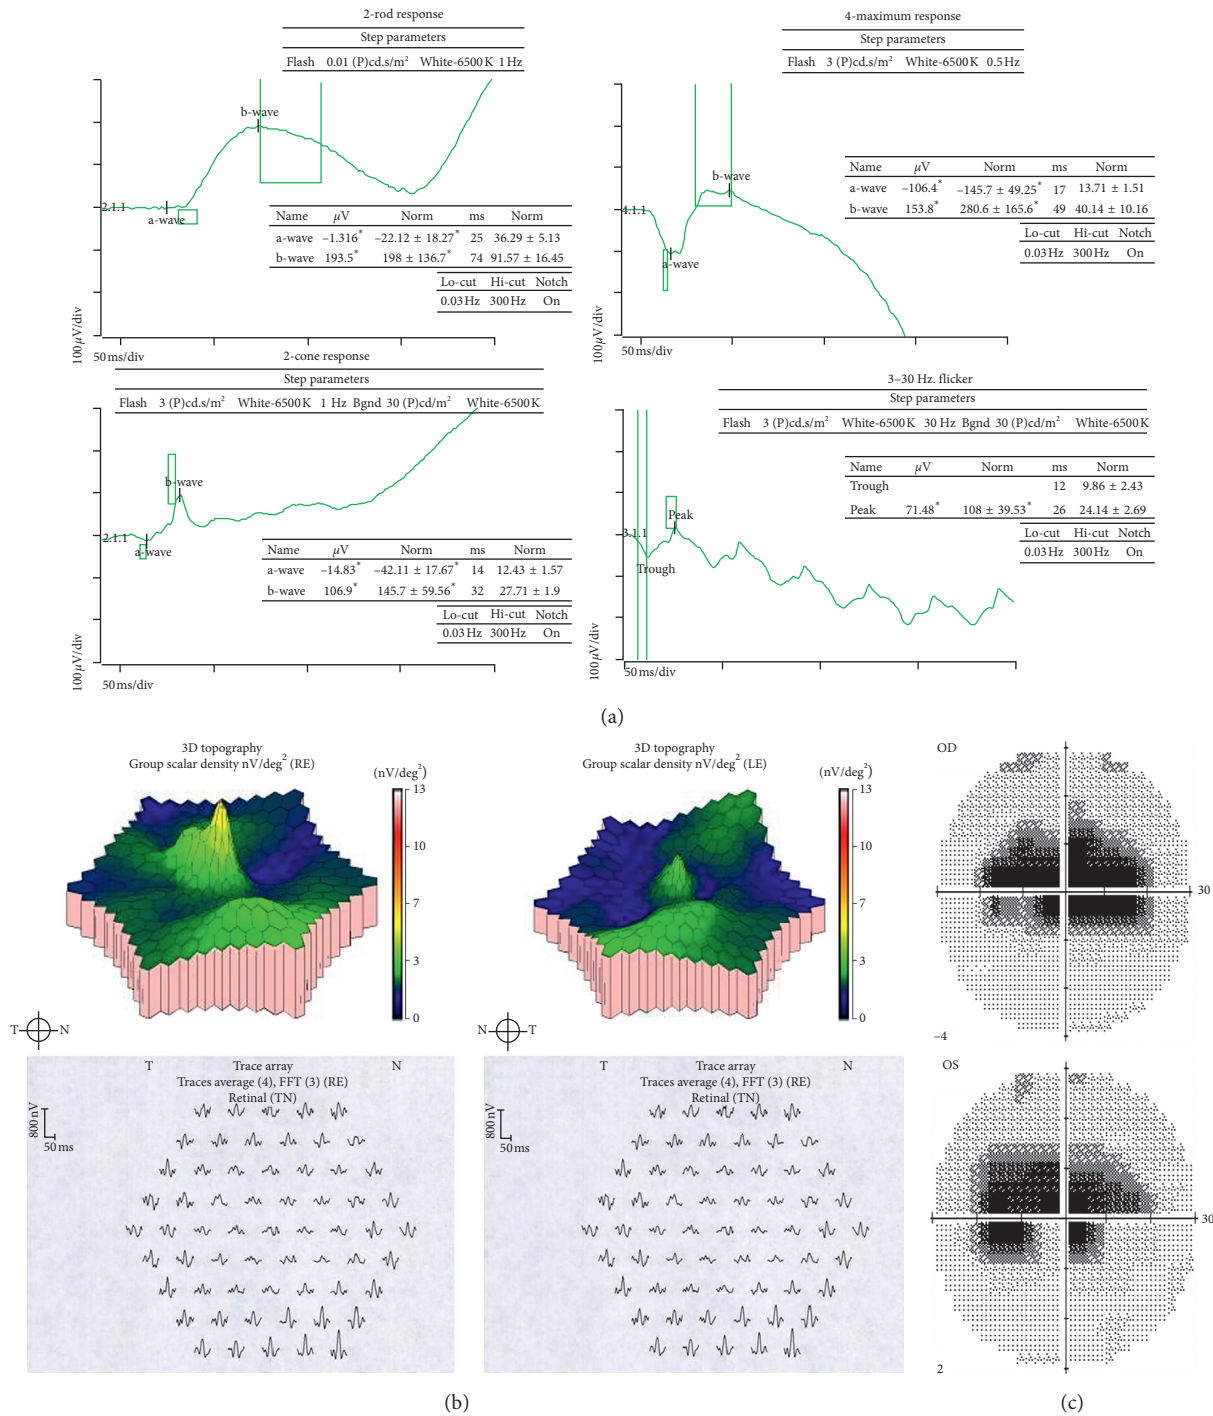 2-rod response
Step parameters
Flash 0.01 (P)cd.s/m² White-6500 K 1 Hz
b-wave
2.1.1
a-wave
Name μV Norm ms Norm
a-wave –1.316* –22.12 ± 18.27* 25 36.29 ± 5.13
b-wave 193.5* 198 ± 136.7* 74 91.57 ± 16.45
Lo-cut Hi-cut Notch
0.03 Hz 300 Hz On
100 μV/div
50 ms/div
4-maximum response
Step parameters
Flash 3 (P)cd.s/m² White-6500 K 0.5 Hz
b-wave
4.1.1
a-wave
Name μV Norm ms Norm
a-wave –106.4* –145.7 ± 49.25* 17 13.71 ± 1.51
b-wave 153.8* 280.6 ± 165.6* 49 40.14 ± 10.16
Lo-cut Hi-cut Notch
0.03 Hz 300 Hz On
100 μV/div
50 ms/div
2-cone response
Step parameters
Flash 3 (P)cd.s/m² White-6500 K 1 Hz Bgnd 30 (P)cd/m² White-6500 K
b-wave
2.1.1
a-wave
Name μV Norm ms Norm
a-wave –14.83* –42.11 ± 17.67* 14 12.43 ± 1.57
b-wave 106.9* 145.7 ± 59.56* 32 27.71 ± 1.9
Lo-cut Hi-cut Notch
0.03 Hz 300 Hz On
100 μV/div
50 ms/div
3–30 Hz. flicker
Step parameters
Flash 3 (P)cd.s/m² White-6500 K 30 Hz Bgnd 30 (P)cd/m² White-6500 K
Name μV Norm ms Norm
Trough 12 9.86 ± 2.43
Peak 71.48* 108 ± 39.53* 26 24.14 ± 2.69
Lo-cut Hi-cut Notch
0.03 Hz 300 Hz On
Peak
3.1.1
Trough
100 μV/div
50 ms/div
(a)
3D topography
Group scalar density nV/deg² (RE)
(nV/deg²)
13
10
7
3
0
T N
3D topography
Group scalar density nV/deg² (LE)
(nV/deg²)
13
10
7
3
0
N T
T Trace array N
Traces average (4), FFT (3) (RE)
Retinal (TN)
800 nV
50 ms
T Trace array N
Traces average (4), FFT (3) (RE)
Retinal (TN)
800 nV
50 ms
(b)
OD
30
–4
OS
30
2
(c)